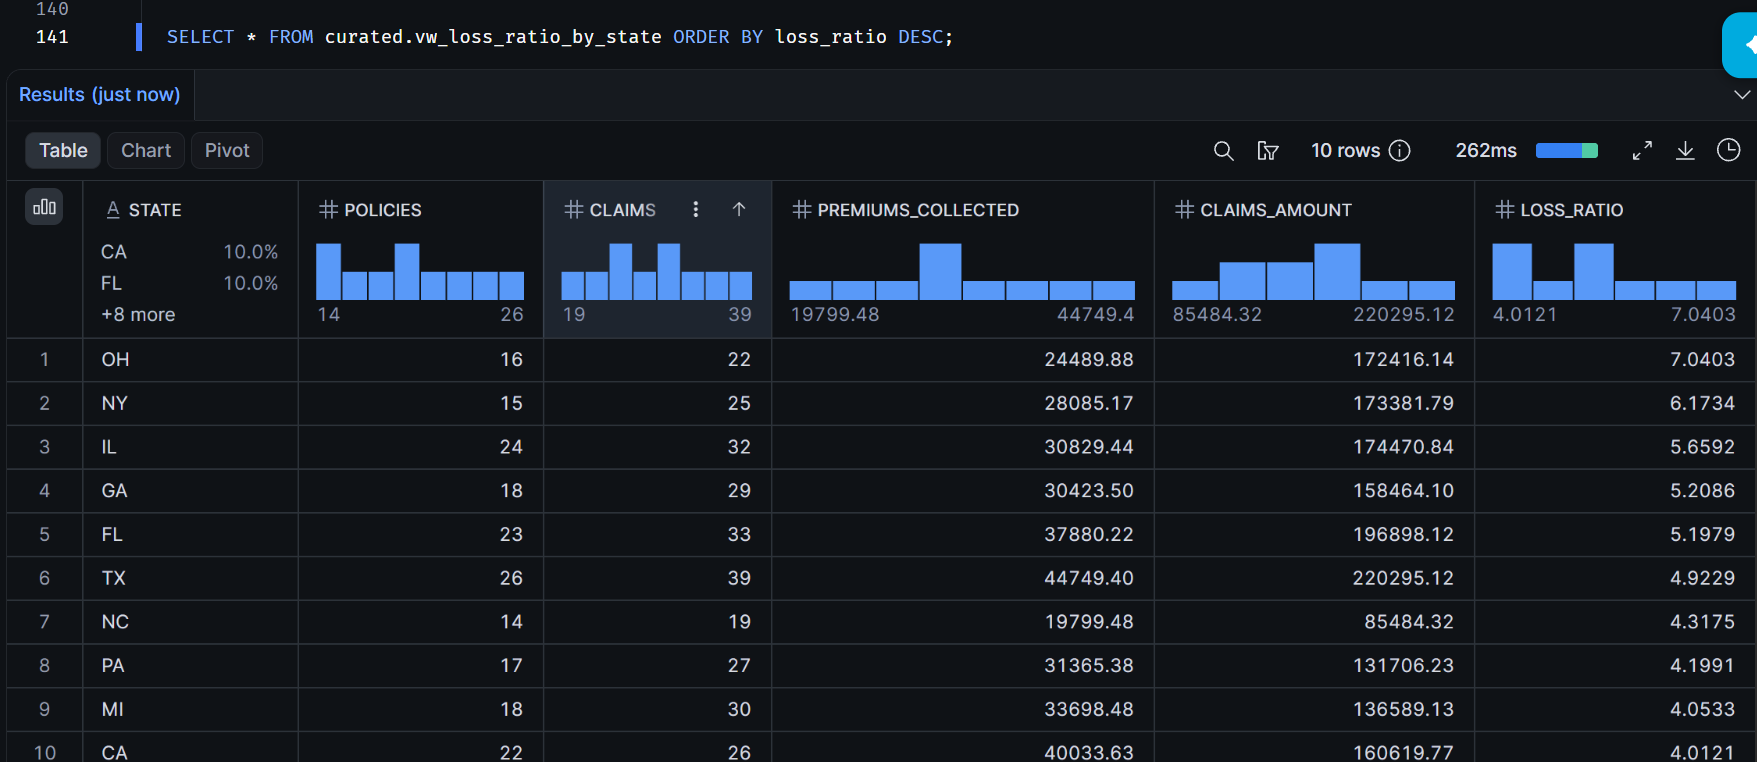 140
141 SELECT * FROM curated.vw_loss_ratio_by_state ORDER BY loss_ratio DESC;
Results (just now)
Table Chart Pivot 10 rows 262ms
A STATE # POLICIES # CLAIMS # PREMIUMS_COLLECTED # CLAIMS_AMOUNT # LOSS_RATIO
CA 10.0%
FL 10.0%
+8 more 14 26 19 39 19799.48 44749.4 85484.32 220295.12 4.0121 7.0403
1 OH 16 22 24489.88 172416.14 7.0403
2 NY 15 25 28085.17 173381.79 6.1734
3 IL 24 32 30829.44 174470.84 5.6592
4 GA 18 29 30423.50 158464.10 5.2086
5 FL 23 33 37880.22 196898.12 5.1979
6 TX 26 39 44749.40 220295.12 4.9229
7 NC 14 19 19799.48 85484.32 4.3175
8 PA 17 27 31365.38 131706.23 4.1991
9 MI 18 30 33698.48 136589.13 4.0533
10 CA 22 26 40033.63 160619.77 4.0121